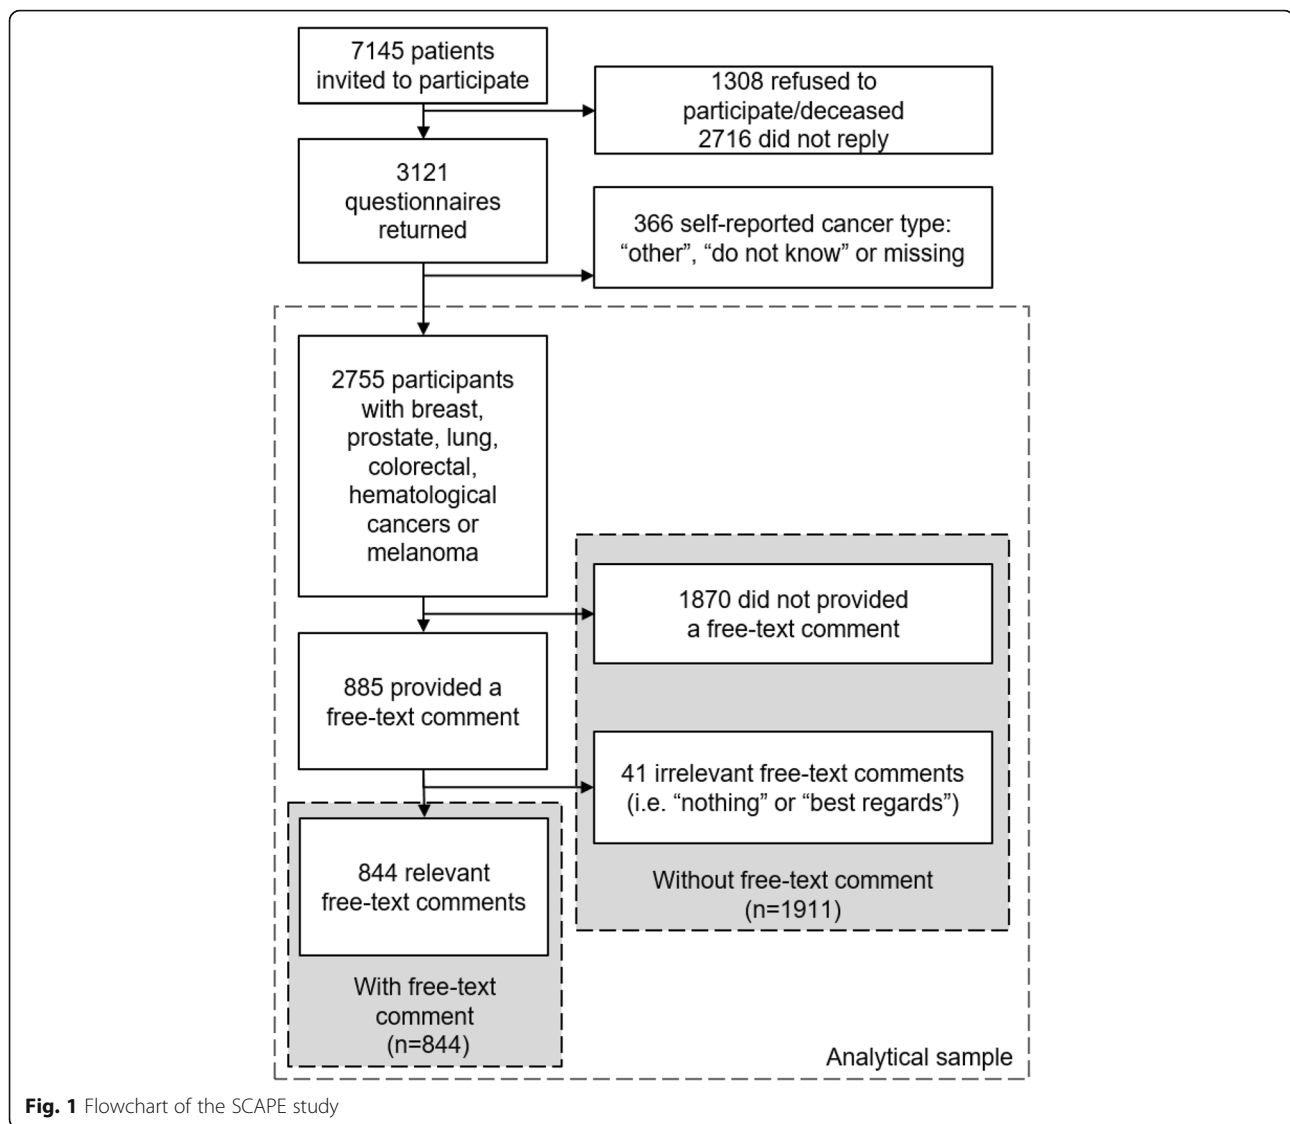 7145 patients
invited to participate
1308 refused to
participate/deceased
2716 did not reply
3121
questionnaires
returned
366 self-reported cancer type:
“other”, “do not know” or missing
2755 participants
with breast,
prostate, lung,
colorectal,
hematological
cancers or
melanoma
1870 did not provided
a free-text comment
885 provided a
free-text comment
41 irrelevant free-text comments
(i.e. “nothing” or “best regards”)
Without free-text comment
(n=1911)
844 relevant
free-text comments
With free-text
comment
(n=844)
Analytical sample
Fig. 1 Flowchart of the SCAPE study